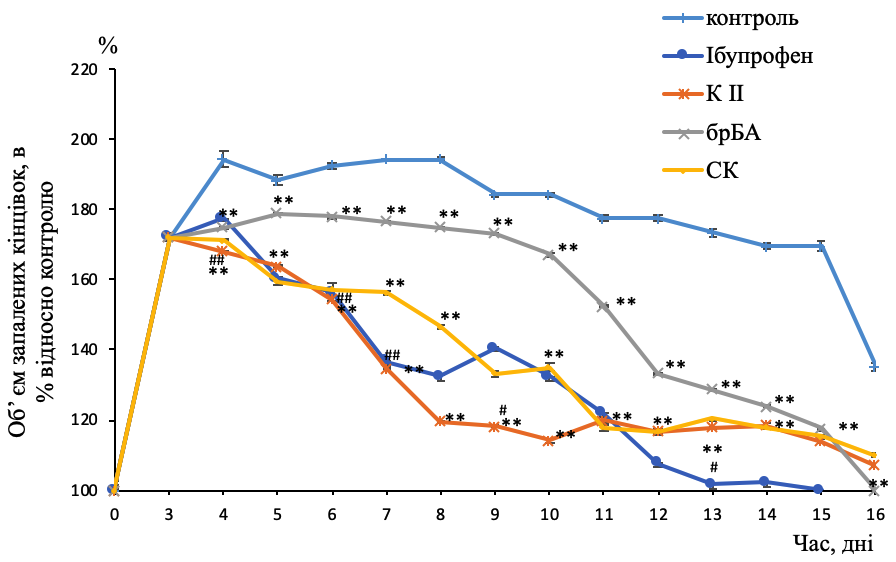 контроль
%
Ібупрофен
К ІІ
брБА
СК
Об’ єм запалених кінцівок, в
% відносно контролю
220
200
180
160
140
120
100
** ** ** ** ** ** **
** ** ** ** ** **
## **
** ## ** ## ** ** ** **
** # ** ** ** ** ** **
** # **
0 3 4 5 6 7 8 9 10 11 12 13 14 15 16
Час, дні